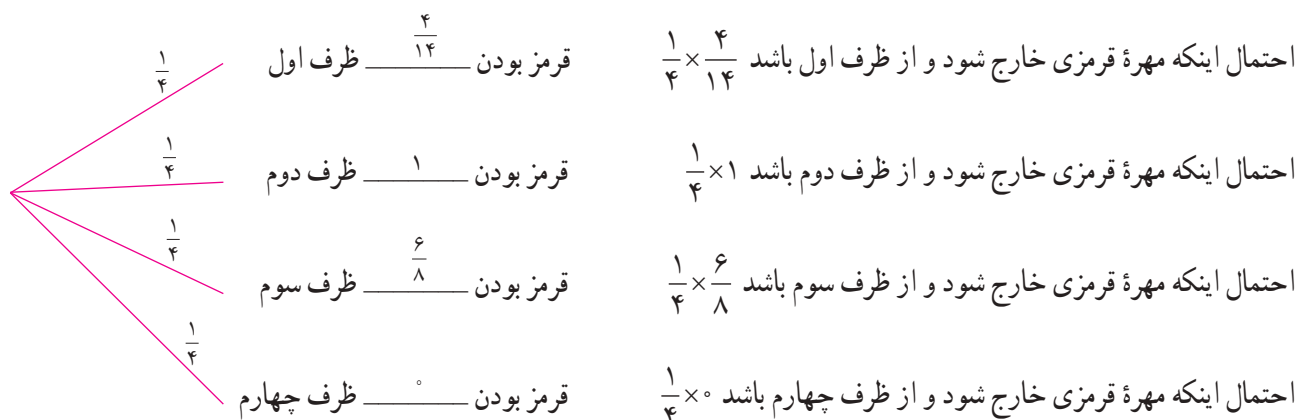 احتمال اینکه مهرهٔ قرمزی خارج شود و از ظرف اول باشد ۱/۴ × ۴/۱۴ قرمز بودن ۴/۱۴ ظرف اول ۱/۴
احتمال اینکه مهرهٔ قرمزی خارج شود و از ظرف دوم باشد ۱/۴ × ۱ قرمز بودن ۱ ظرف دوم ۱/۴
احتمال اینکه مهرهٔ قرمزی خارج شود و از ظرف سوم باشد ۱/۴ × ۶/۸ قرمز بودن ۶/۸ ظرف سوم ۱/۴
احتمال اینکه مهرهٔ قرمزی خارج شود و از ظرف چهارم باشد ۱/۴ × ۰ قرمز بودن ۰ ظرف چهارم ۱/۴